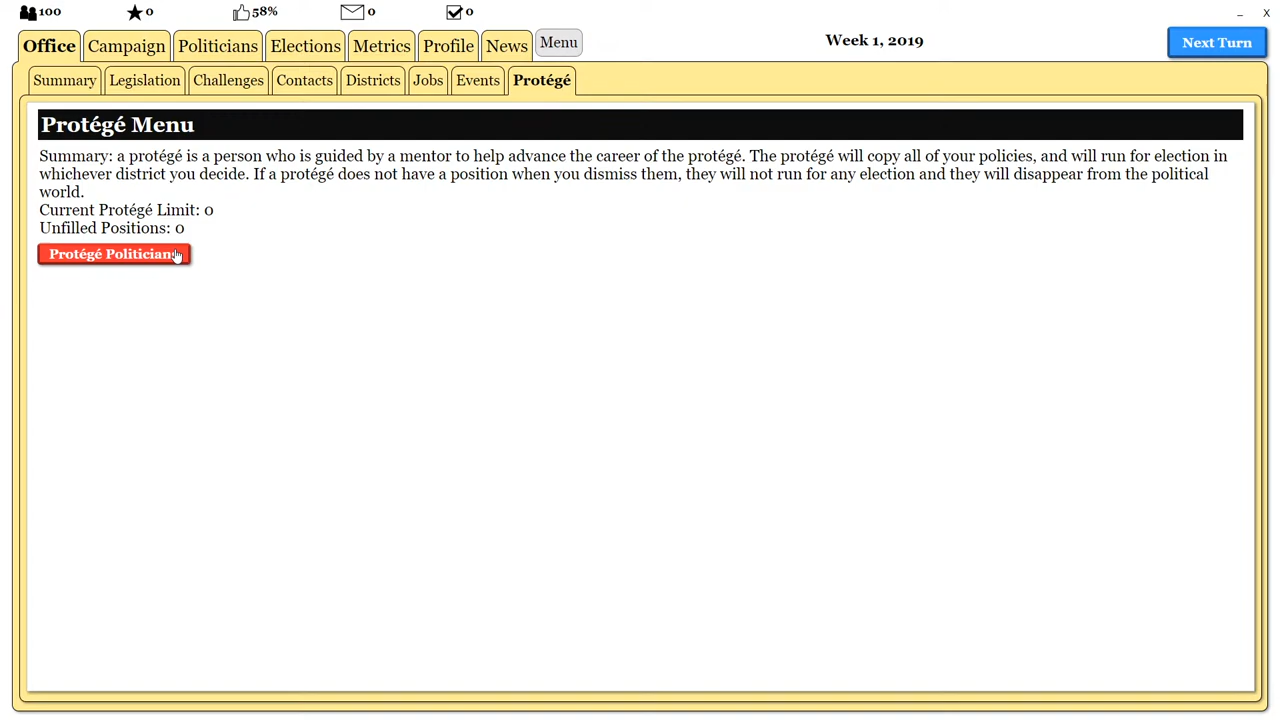 100 0 58% 0 0 _ X
Office Campaign Politicians Elections Metrics Profile News Menu Week 1, 2019 Next Turn
Summary Legislation Challenges Contacts Districts Jobs Events Protégé
Protégé Menu
Summary: a protégé is a person who is guided by a mentor to help advance the career of the protégé. The protégé will copy all of your policies, and will run for election in
whichever district you decide. If a protégé does not have a position when you dismiss them, they will not run for any election and they will disappear from the political
world.
Current Protégé Limit: 0
Unfilled Positions: 0
Protégé Politician